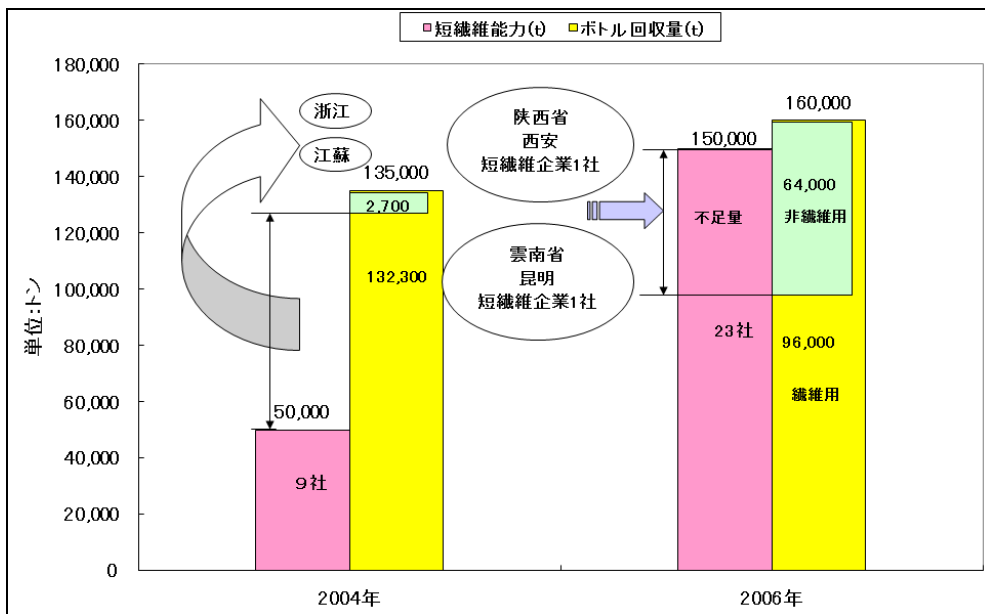 短繊維能力(t) ボトル回収量(t)
単位:トン
180,000
160,000
140,000
120,000
100,000
80,000
60,000
40,000
20,000
0
浙江
江蘇
135,000
2,700
132,300
50,000
9社
陝西省
西安
短繊維企業1社
雲南省
昆明
短繊維企業1社
150,000
不足量
23社
160,000
64,000
非繊維用
96,000
繊維用
2004年
2006年